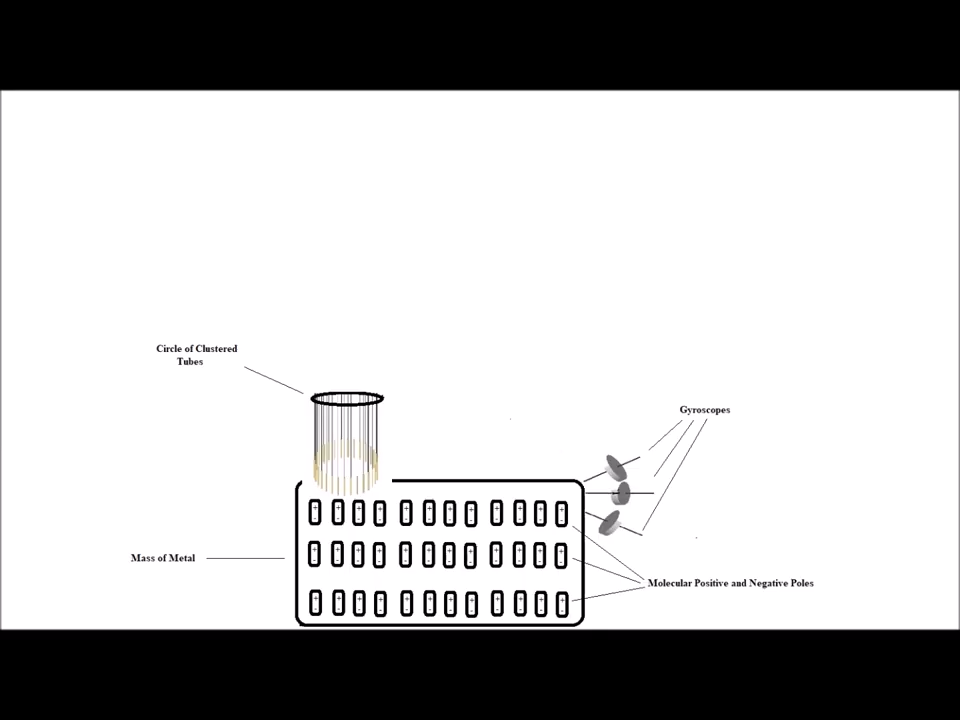 Circle of Clustered
Tubes
Gyroscopes
Mass of Metal
Molecular Positive and Negative Poles